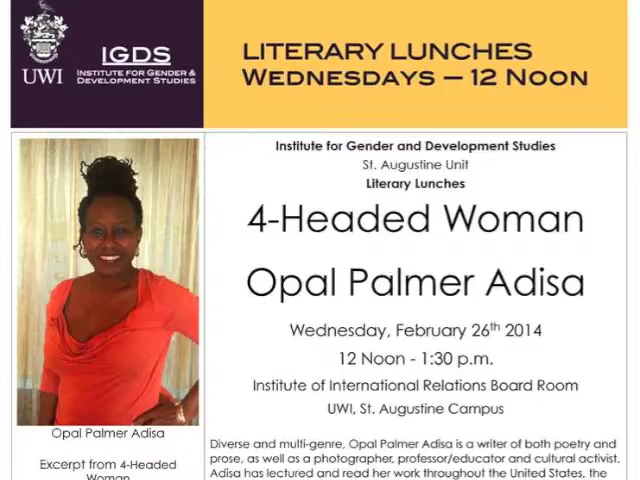 UWI
IGDS
INSTITUTE FOR GENDER &
DEVELOPMENT STUDIES
LITERARY LUNCHES
WEDNESDAYS – 12 NOON
Institute for Gender and Development Studies
St. Augustine Unit
Literary Lunches
4-Headed Woman
Opal Palmer Adisa
Wednesday, February 26th 2014
12 Noon - 1:30 p.m.
Institute of International Relations Board Room
UWI, St. Augustine Campus
Opal Palmer Adisa
Excerpt from 4-Headed
Woman
Diverse and multi-genre, Opal Palmer Adisa is a writer of both poetry and
prose, as well as a photographer, professor/educator and cultural activist.
Adisa has lectured and read her work throughout the United States, the